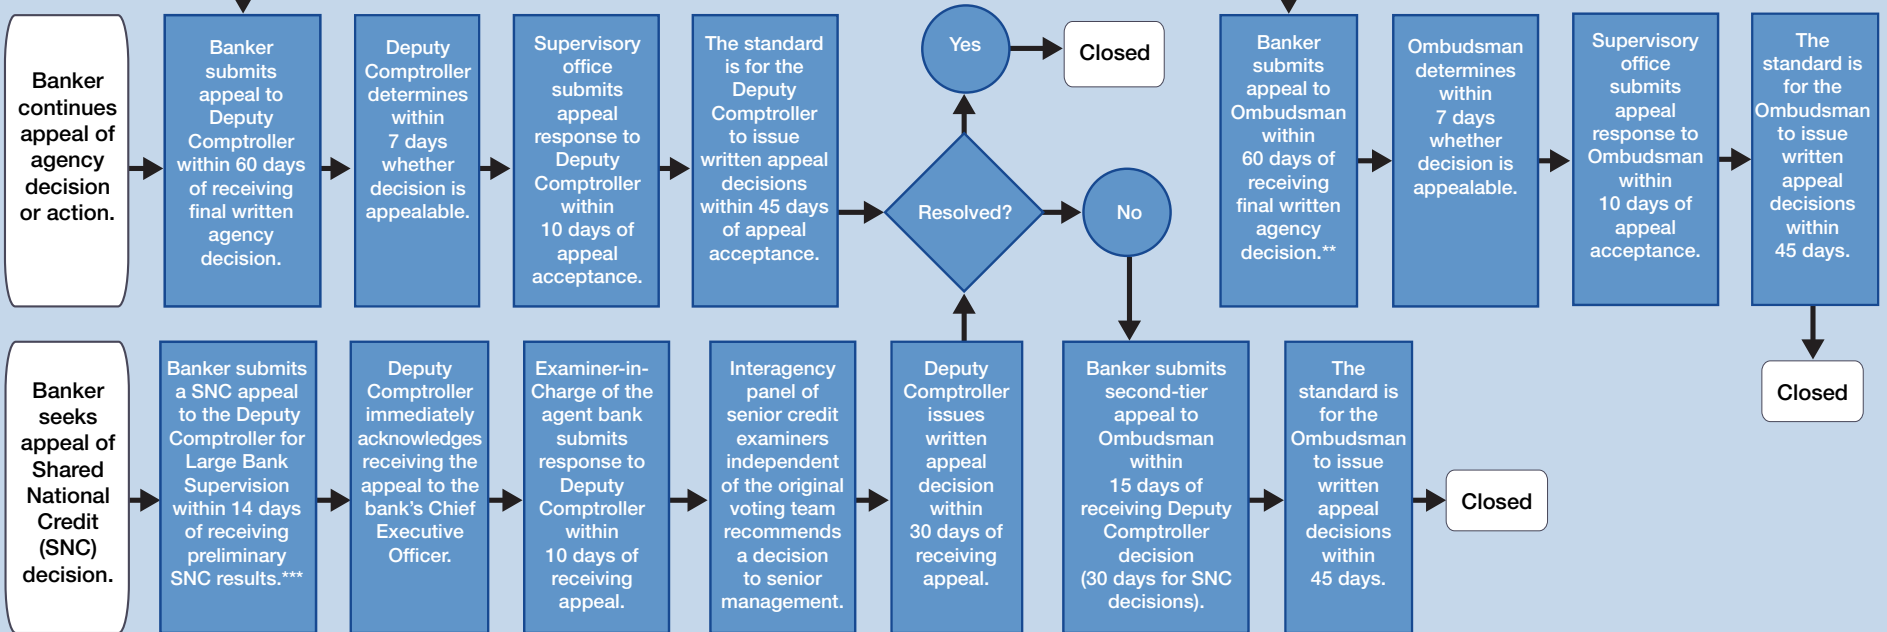 Banker
continues
appeal of
agency
decision
or action.
Banker
submits
appeal to
Deputy
Comptroller
within 60 days
of receiving
final written
agency
decision.
Deputy
Comptroller
determines
within
7 days
whether
decision is
appealable.
Supervisory
office
submits
appeal
response to
Deputy
Comptroller
within
10 days of
appeal
acceptance.
The standard
is for the
Deputy
Comptroller
to issue
written appeal
decisions
within 45 days
of appeal
acceptance.
Resolved?
Yes
Closed
No
Banker
submits
appeal to
Ombudsman
within
60 days of
receiving
final written
agency
decision.**
Ombudsman
determines
within
7 days
whether
decision is
appealable.
Supervisory
office
submits
appeal
response to
Ombudsman
within
10 days of
appeal
acceptance.
The
standard is
for the
Ombudsman
to issue
written
appeal
decisions
within
45 days.
Closed
Banker
seeks
appeal of
Shared
National
Credit
(SNC)
decision.
Banker submits
a SNC appeal
to the Deputy
Comptroller for
Large Bank
Supervision
within 14 days
of receiving
preliminary
SNC results.***
Deputy
Comptroller
immediately
acknowledges
receiving the
appeal to the
bank's Chief
Executive
Officer.
Examiner-in-
Charge of the
agent bank
submits
response to
Deputy
Comptroller
within
10 days of
receiving
appeal.
Interagency
panel of
senior credit
examiners
independent
of the original
voting team
recommends
a decision
to senior
management.
Deputy
Comptroller
issues
written
appeal
decision
within
30 days of
receiving
appeal.
Banker submits
second-tier
appeal to
Ombudsman
within
15 days of
receiving Deputy
Comptroller
decision
(30 days for SNC
decisions).
The
standard is
for the
Ombudsman
to issue
written
appeal
decisions
within
45 days.
Closed